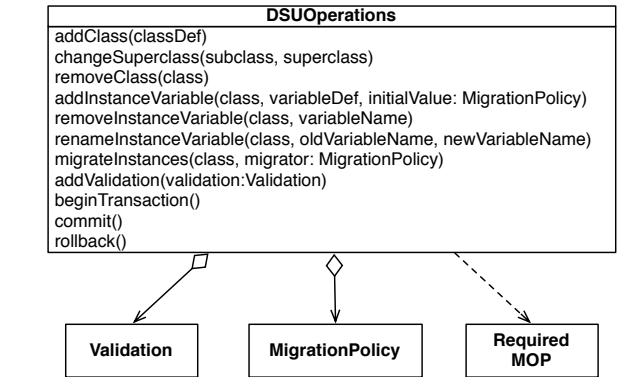 DSUOperations
addClass(classDef)
changeSuperclass(subclass, superclass)
removeClass(class)
addInstanceVariable(class, variableDef, initialValue: MigrationPolicy)
removeInstanceVariable(class, variableName)
renameInstanceVariable(class, oldVariableName, newVariableName)
migrateInstances(class, migrator: MigrationPolicy)
addValidation(validation:Validation)
beginTransaction()
commit()
rollback()
Validation
MigrationPolicy
Required
MOP